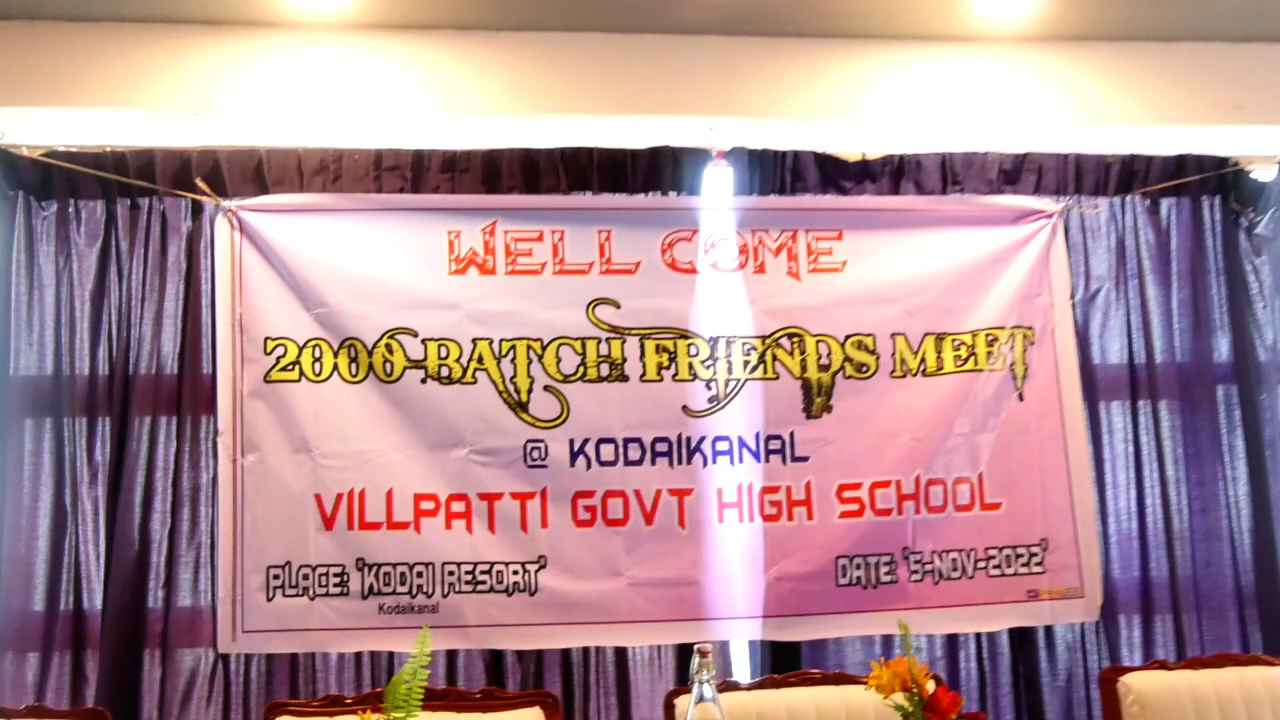 WELL COME
2000-BATCH FRIENDS MEET
@ KODAIKANAL
VILLPATTI GOVT HIGH SCHOOL
PLACE: "KODAI RESORT"
Kodaikanal
DATE: "5-NOV-2022"